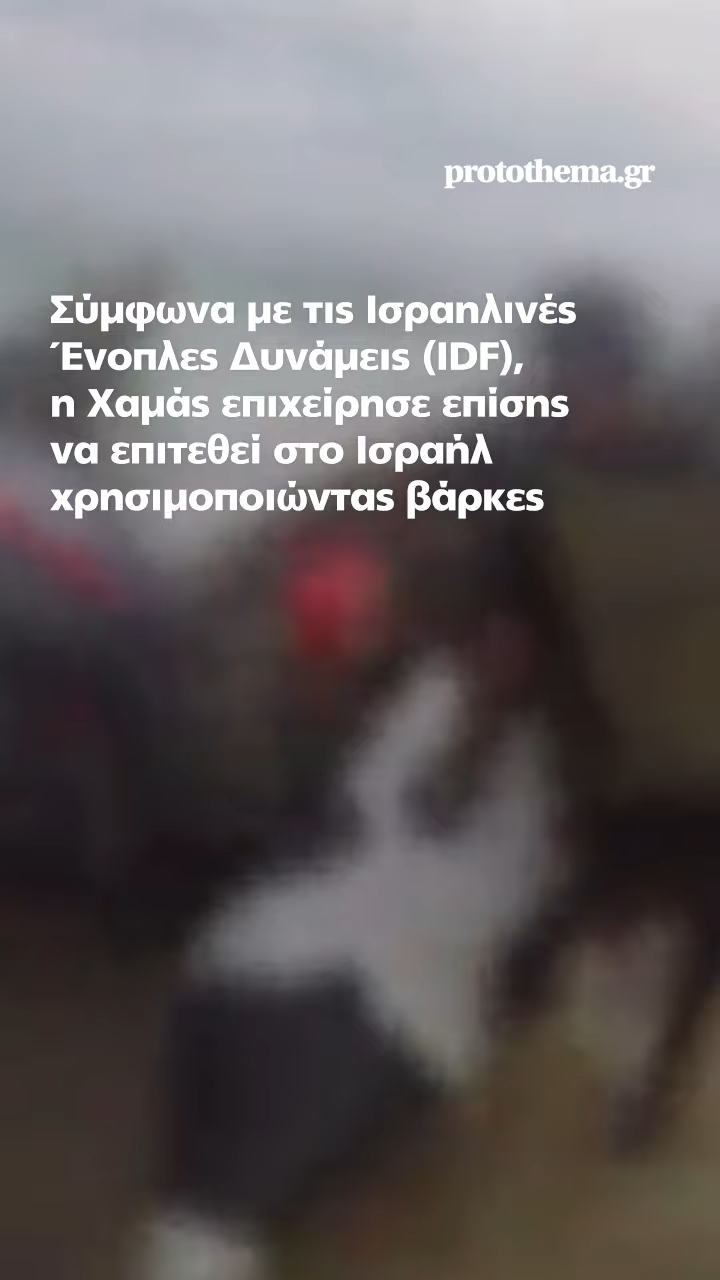 protothema.gr
Σύμφωνα με τις Ισραηλινές
Ένοπλες Δυνάμεις (IDF),
η Χαμάς επιχείρησε επίσης
να επιτεθεί στο Ισραήλ
χρησιμοποιώντας βάρκες